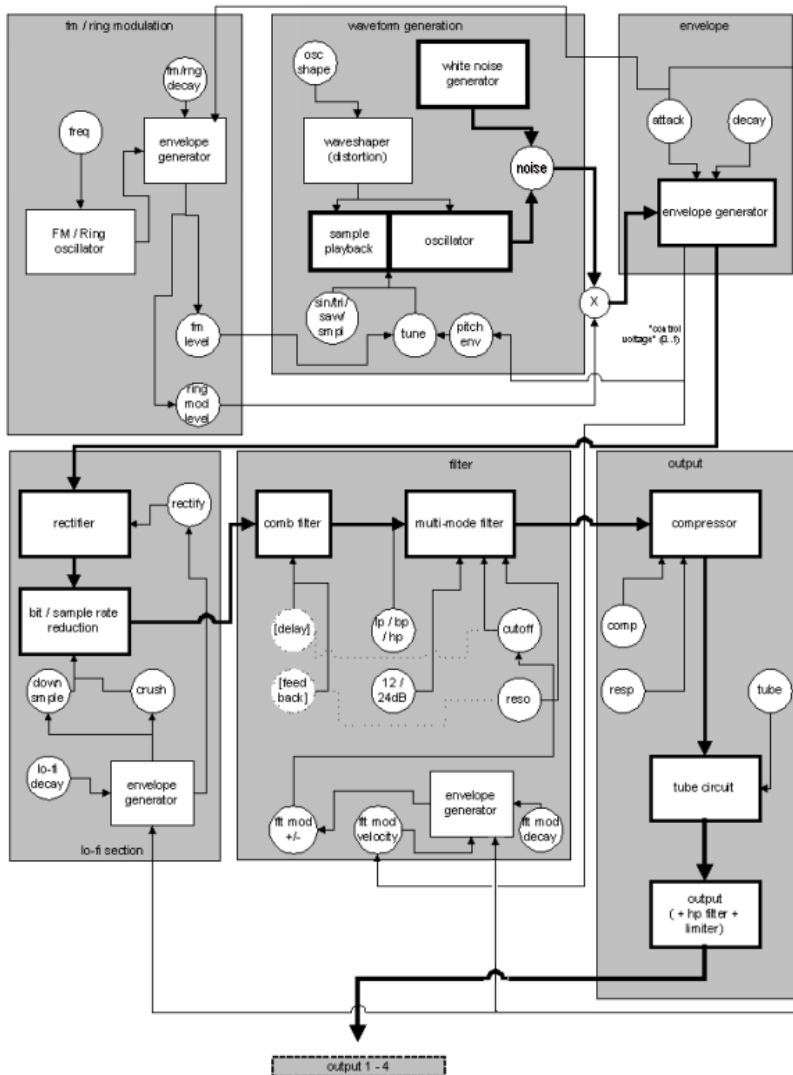 fm / ring modulation
fm/rng
decay
freq
envelope
generator
FM / Ring
oscillator
fm
level
ring
mod
level
waveform generation
osc
shape
white noise
generator
waveshaper
(distortion)
noise
sample
playback
oscillator
sin/tri/
saw/
smpl
tune
pitch
env
X
envelope
attack
decay
envelope generator
"control
voltage" (0..1)
rectifier
rectify
bit / sample rate
reduction
down
smple
crush
lo-fi
decay
envelope
generator
lo-fi section
filter
comb filter
multi-mode filter
[delay]
lp / bp
/ hp
cutoff
[feed
back]
12 /
24dB
reso
flt mod
+/-
flt mod
velocity
envelope
generator
flt mod
decay
output
compressor
comp
resp
tube
tube circuit
output
( + hp filter +
limiter)
output 1 - 4